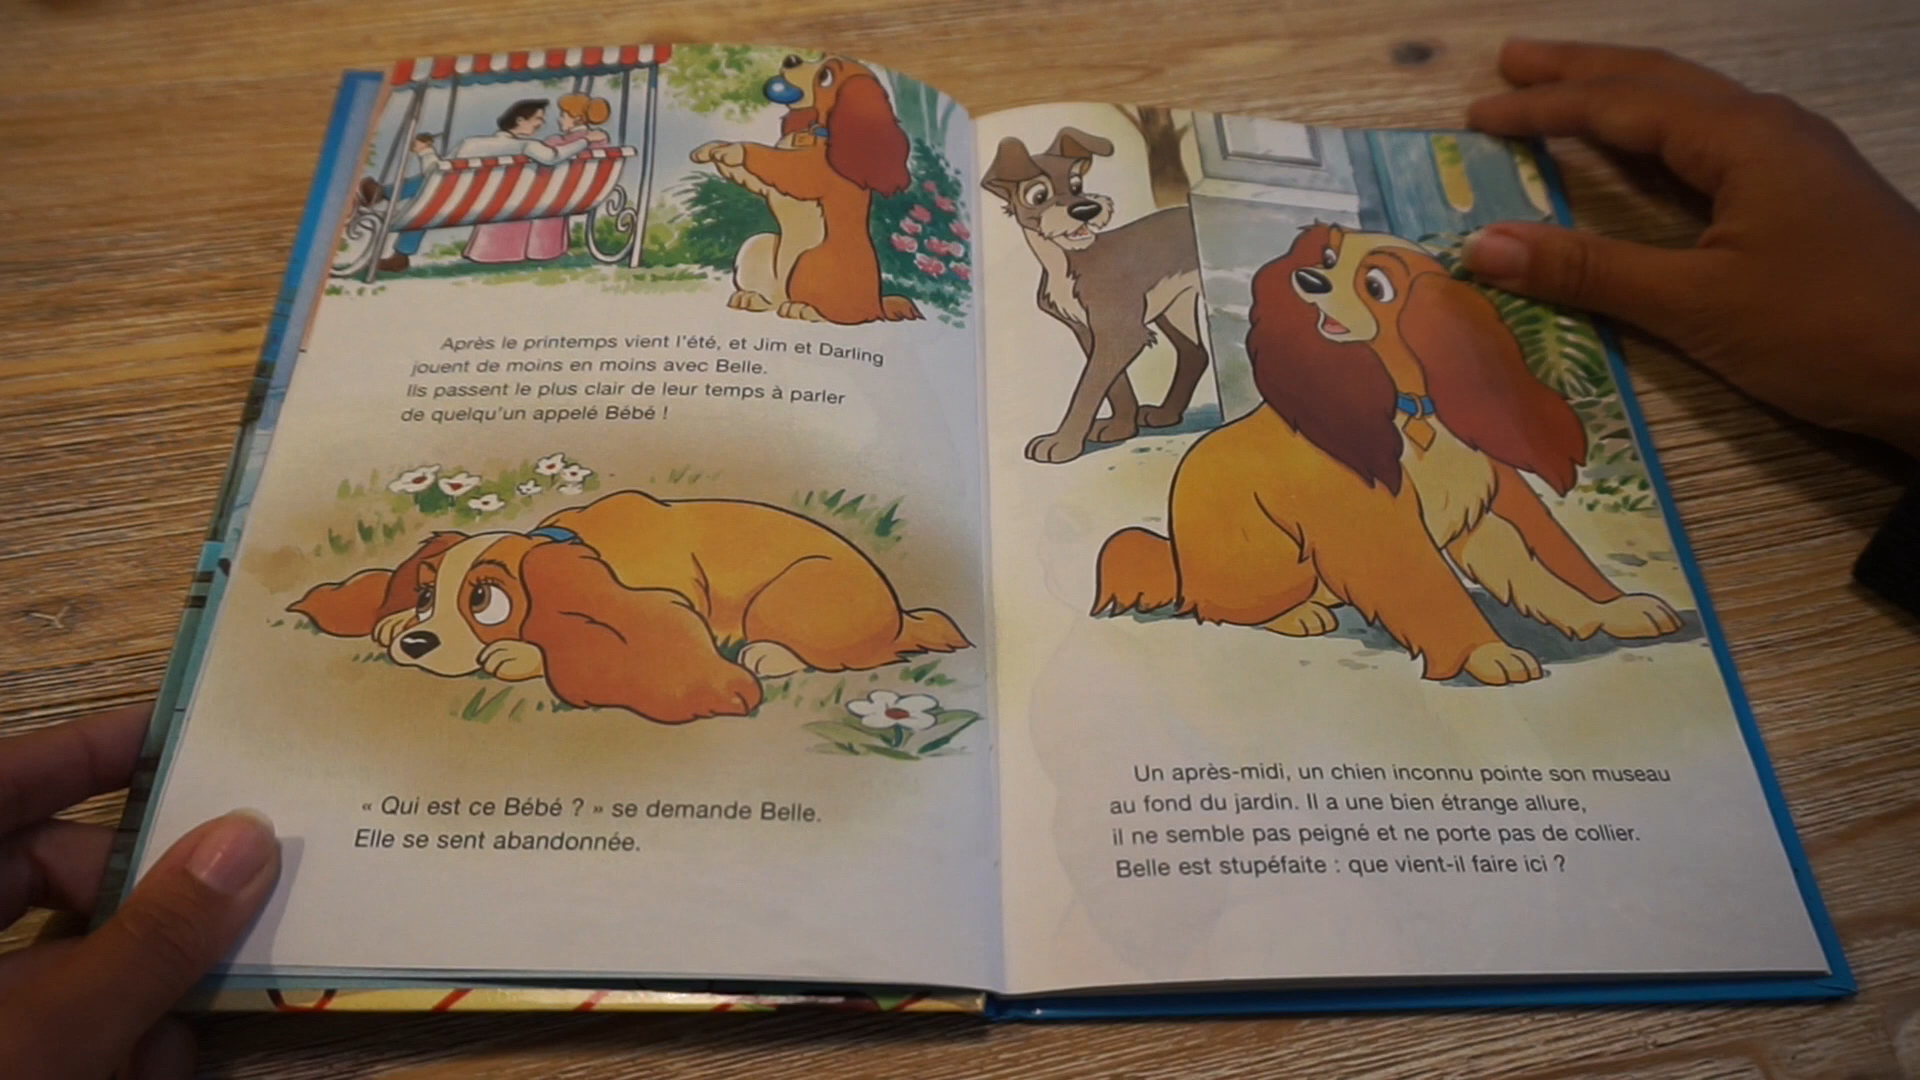 Après le printemps vient l'été, et Jim et Darling
jouent de moins en moins avec Belle.
Ils passent le plus clair de leur temps à parler
de quelqu'un appelé Bébé !
« Qui est ce Bébé ? » se demande Belle.
Elle se sent abandonnée.
Un après-midi, un chien inconnu pointe son museau
au fond du jardin. Il a une bien étrange allure,
il ne semble pas peigné et ne porte pas de collier.
Belle est stupéfaite : que vient-il faire ici ?